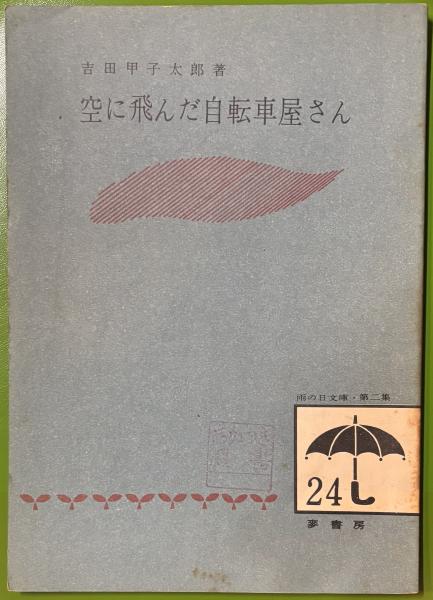 吉田甲子太郎著
空に飛んだ自転車屋さん
雨の日文庫・第二集
24
麥書房